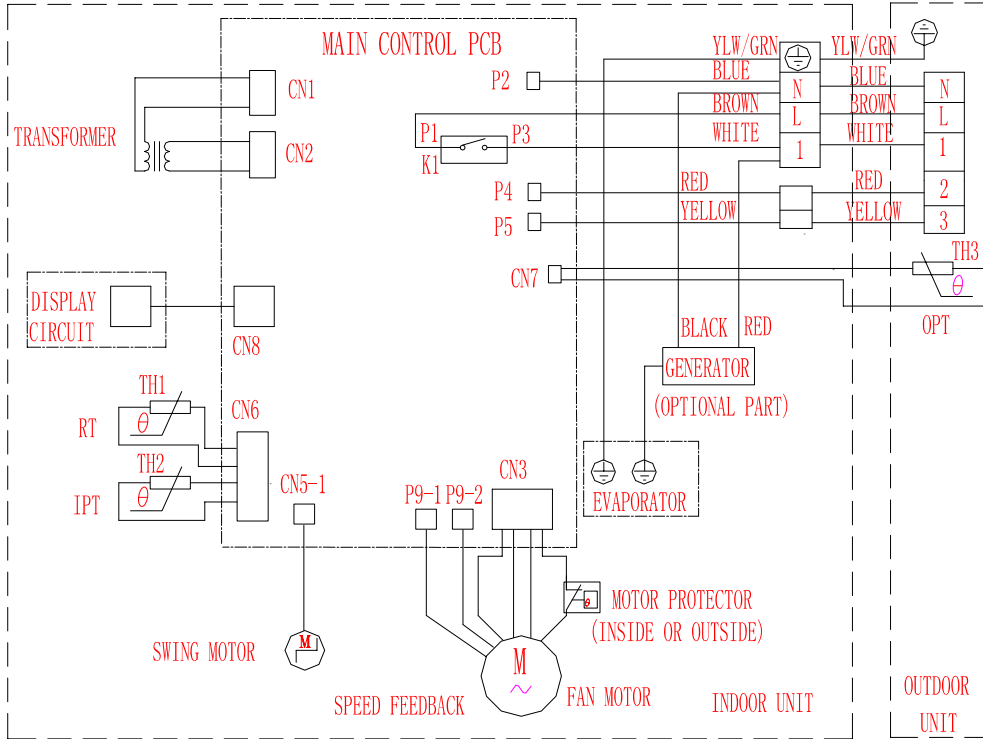 MAIN CONTROL PCB
YLW/GRN
YLW/GRN
P2
BLUE
BLUE
N
N
CN1
BROWN
BROWN
L
L
TRANSFORMER
P1
P3
WHITE
WHITE
CN2
K1
1
1
P4
RED
RED
2
P5
YELLOW
YELLOW
3
TH3
CN7
θ
DISPLAY
CIRCUIT
OPT
CN8
BLACK
RED
GENERATOR
TH1
(OPTIONAL PART)
θ
RT
CN6
TH2
θ
IPT
CN5-1
P9-1
P9-2
CN3
EVAPORATOR
θ
MOTOR PROTECTOR
(INSIDE OR OUTSIDE)
M
SWING MOTOR
M
~
SPEED FEEDBACK
FAN MOTOR
INDOOR UNIT
OUTDOOR
UNIT